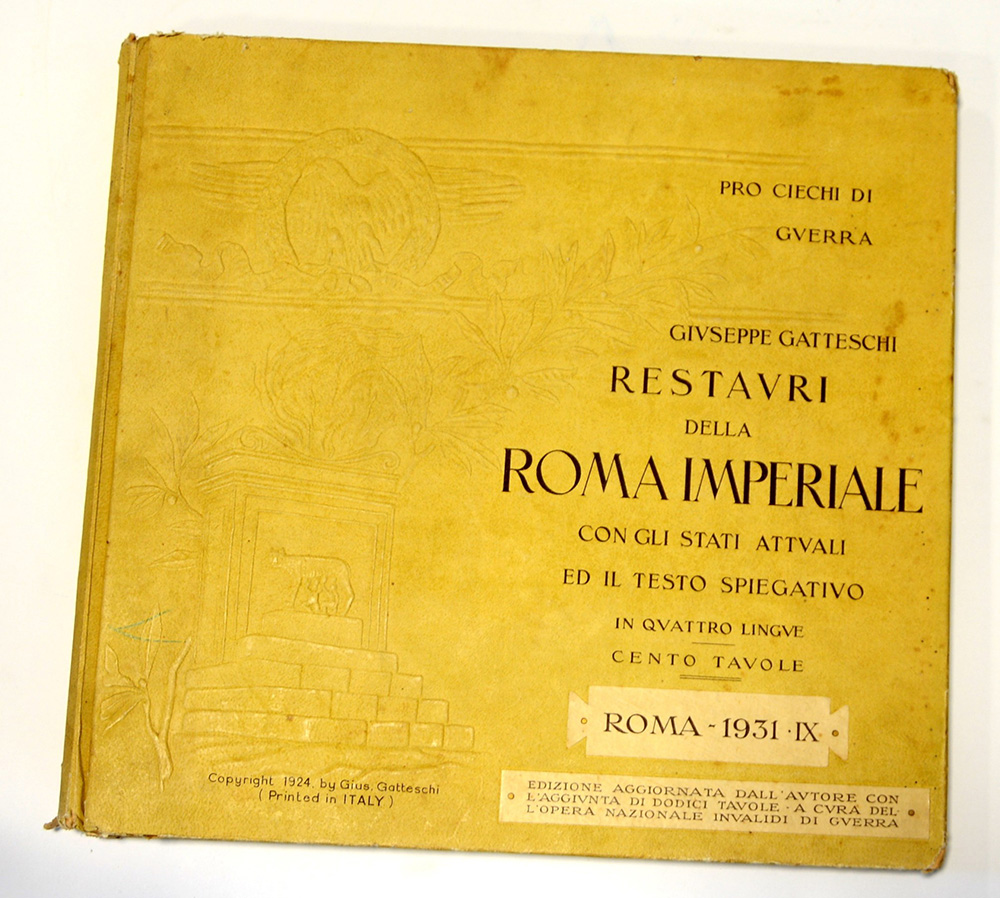 PRO CIECHI DI
GVERRA
GIVSEPPE GATTESCHI
RESTAVRI
DELLA
ROMA IMPERIALE
CON GLI STATI ATTVALI
ED IL TESTO SPIEGATIVO
IN QVATTRO LINGVE
CENTO TAVOLE
ROMA - 1931 · IX
EDIZIONE AGGIORNATA DALL'AVTORE CON
L'AGGIVNTA DI DODICI TAVOLE - A CVRA DEL-
L'OPERA NAZIONALE INVALIDI DI GVERRA
Copyright 1924, by Gius. Gatteschi
( Printed in ITALY )